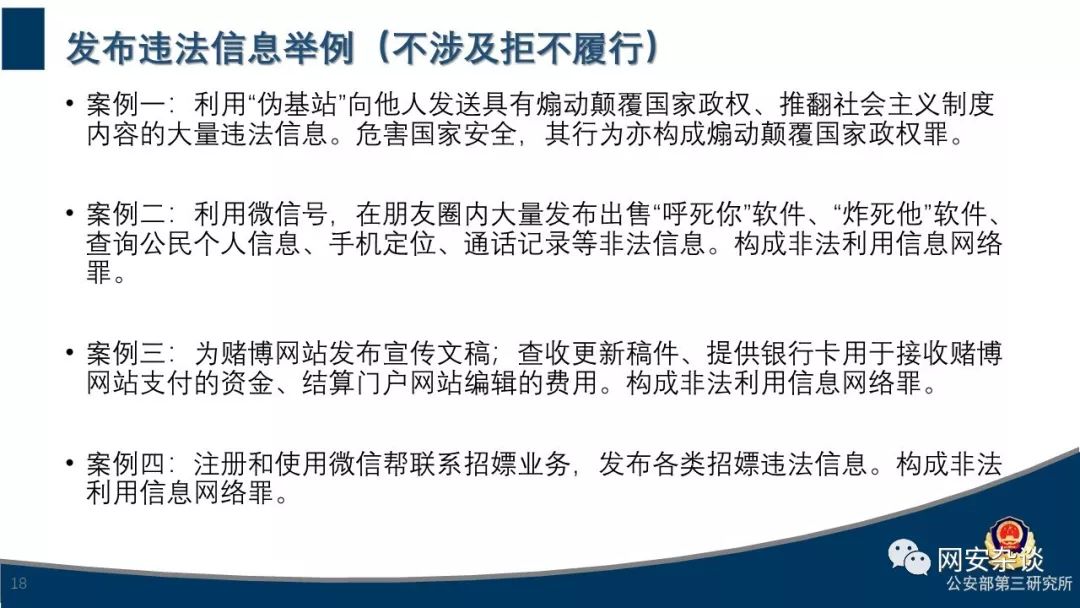 发布违法信息举例（不涉及拒不履行）
• 案例一：利用“伪基站”向他人发送具有煽动颠覆国家政权、推翻社会主义制度
内容的大量违法信息。危害国家安全，其行为亦构成煽动颠覆国家政权罪。
• 案例二：利用微信号，在朋友圈内大量发布出售“呼死你”软件、“炸死他”软件、
查询公民个人信息、手机定位、通话记录等非法信息。构成非法利用信息网络
罪。
• 案例三：为赌博网站发布宣传文稿；查收更新稿件、提供银行卡用于接收赌博
网站支付的资金、结算门户网站编辑的费用。构成非法利用信息网络罪。
• 案例四：注册和使用微信帮联系招嫖业务，发布各类招嫖违法信息。构成非法
利用信息网络罪。
网安杂谈
18
公安部第三研究所